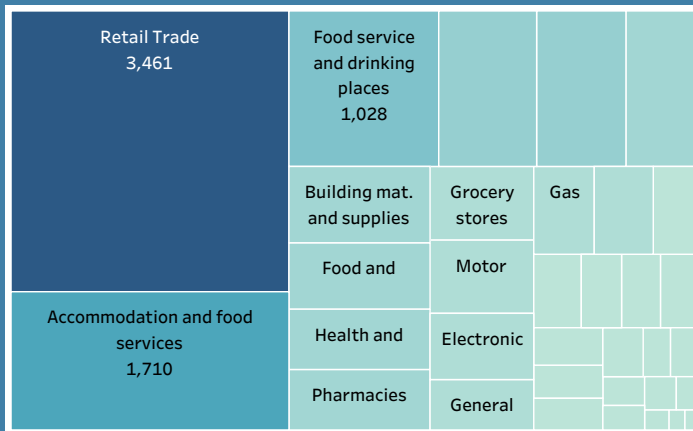 Retail Trade
3,461
Accommodation and food
services
1,710
Food service
and drinking
places
1,028
Building mat.
and supplies
Food and
Health and
Pharmacies
Grocery
stores
Motor
Electronic
General
Gas